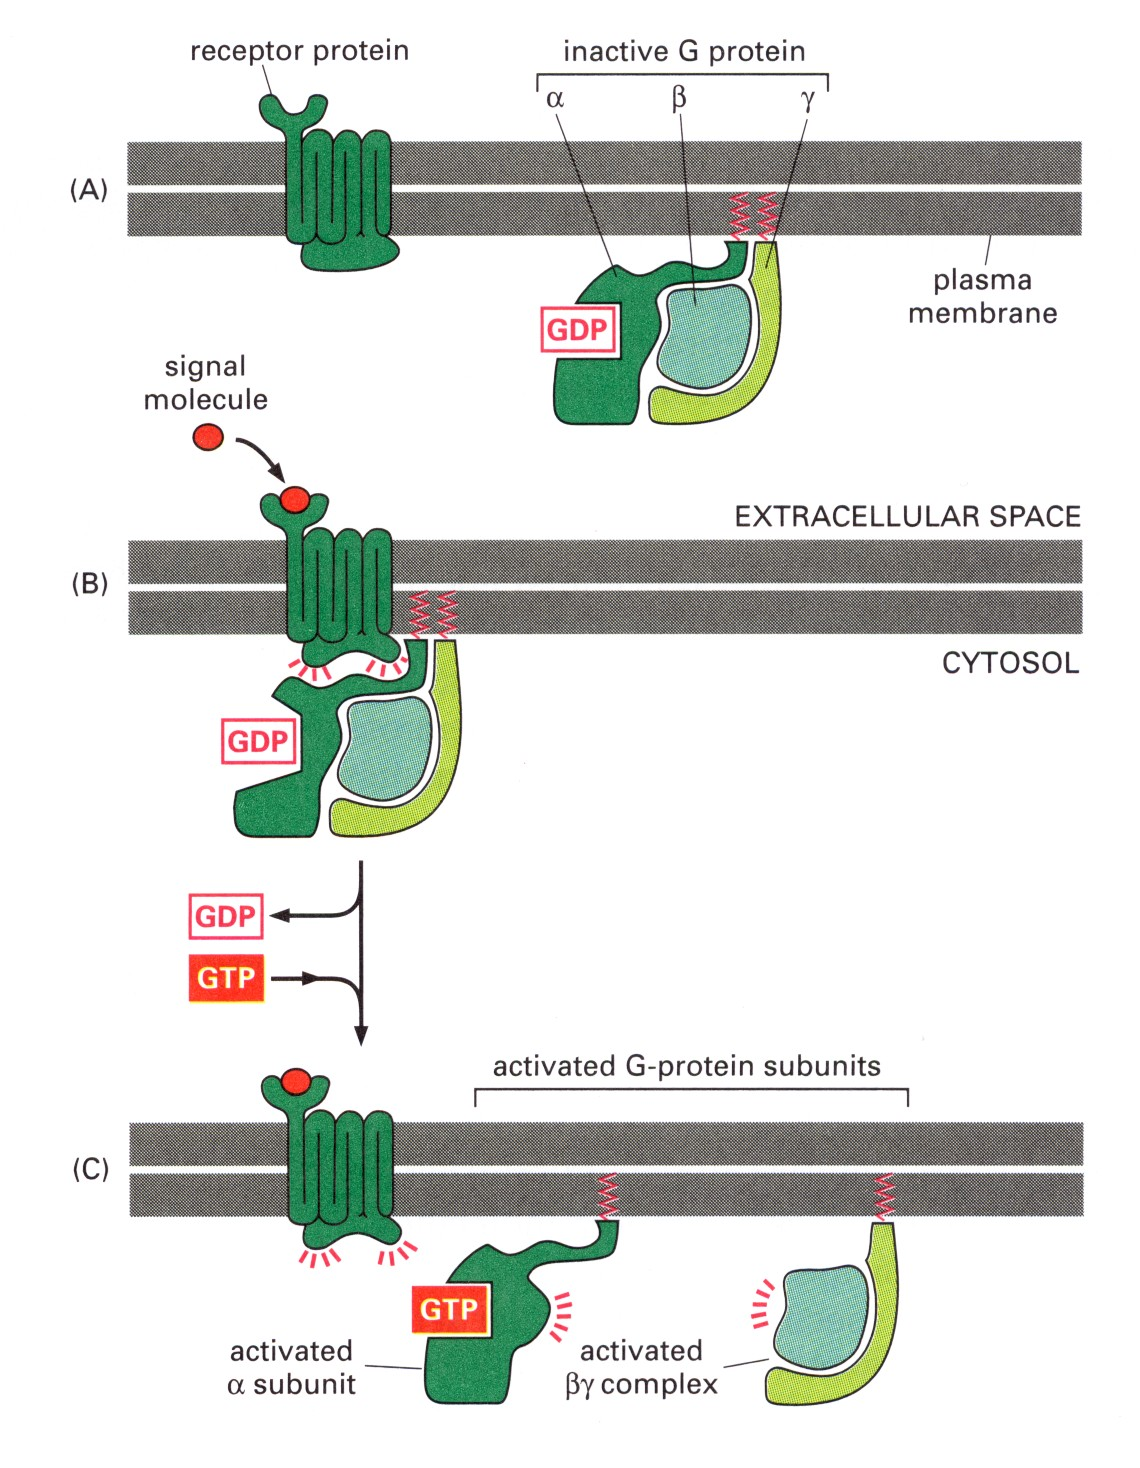 receptor protein
inactive G protein
α
β
γ
(A)
plasma
membrane
GDP
signal
molecule
EXTRACELLULAR SPACE
(B)
CYTOSOL
GDP
GDP
GTP
activated G-protein subunits
(C)
GTP
activated
α subunit
activated
βγ complex